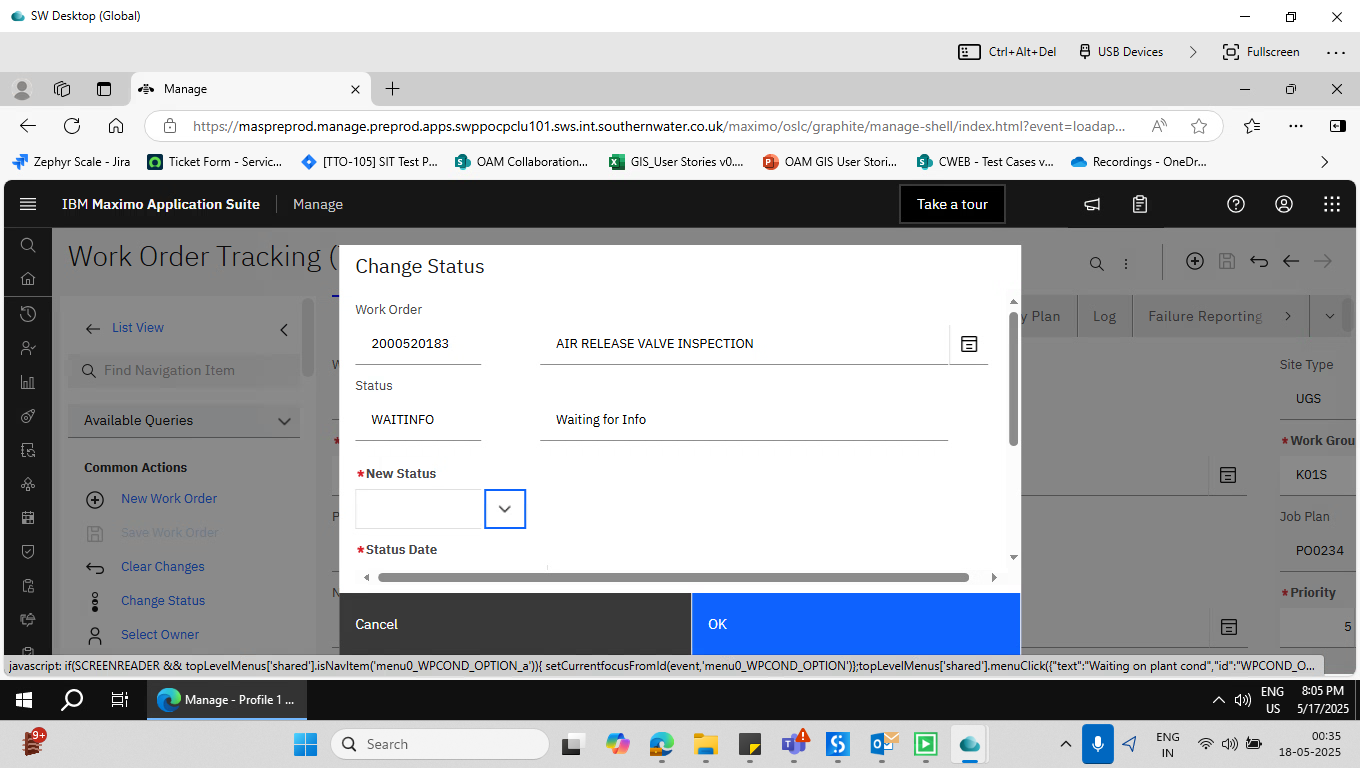 SW Desktop (Global)
Ctrl+Alt+Del
USB Devices
Fullscreen
Manage
https://maspreprod.manage.preprod.apps.swppocpclu101.sws.int.southernwater.co.uk/maximo/oslc/graphite/manage-shell/index.html?event=loadap...
Zephyr Scale - Jira
Ticket Form - Servic...
[TTO-105] SIT Test P...
OAM Collaboration...
GIS_User Stories v0....
OAM GIS User Stori...
CWEB - Test Cases v...
Recordings - OneDr...
IBM Maximo Application Suite
Manage
Take a tour
Work Order Tracking (
Change Status
List View
Find Navigation Item
Available Queries
Common Actions
New Work Order
Save Work Order
Clear Changes
Change Status
Select Owner
Work Order
2000520183
AIR RELEASE VALVE INSPECTION
Status
WAITINFO
Waiting for Info
*New Status
*Status Date
Cancel
OK
y Plan
Log
Failure Reporting
Site Type
UGS
*Work Grou
K01S
Job Plan
PO0234
*Priority
5
javascript: if(SCREENREADER && topLevelMenus['shared'].isNavItem('menu0_WPCOND_OPTION_a')){ setCurrentfocusFromId(event,'menu0_WPCOND_OPTION')};topLevelMenus['shared'].menuClick({"text":"Waiting on plant cond","id":"WPCOND_O...
Manage - Profile 1 ...
ENG
US
8:05 PM
5/17/2025
9+
Search
ENG
IN
00:35
18-05-2025